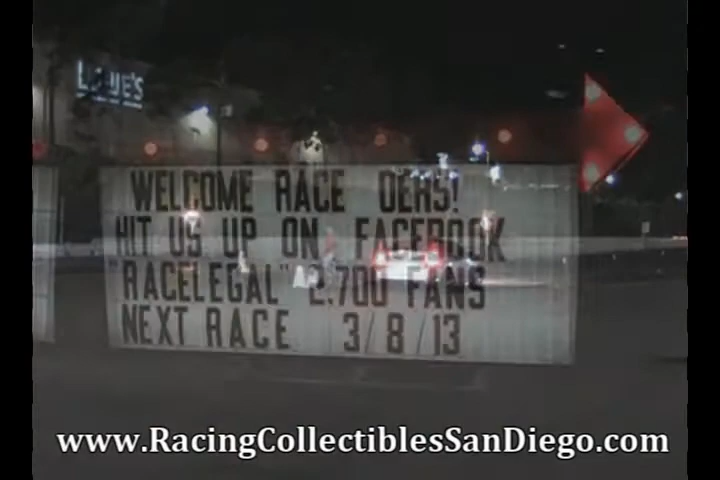 LOWE'S
WELCOME RACE
HIT US UP ON FACEBOOK
"RACELEGAL" 2,700 FANS
NEXT RACE 3/8/13
www.RacingCollectiblesSanDiego.com